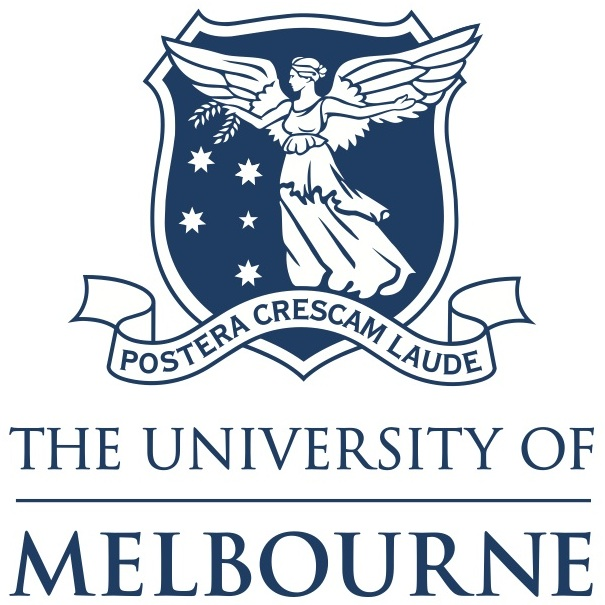 POSTERA CRESCAM LAUDE
THE UNIVERSITY OF
MELBOURNE